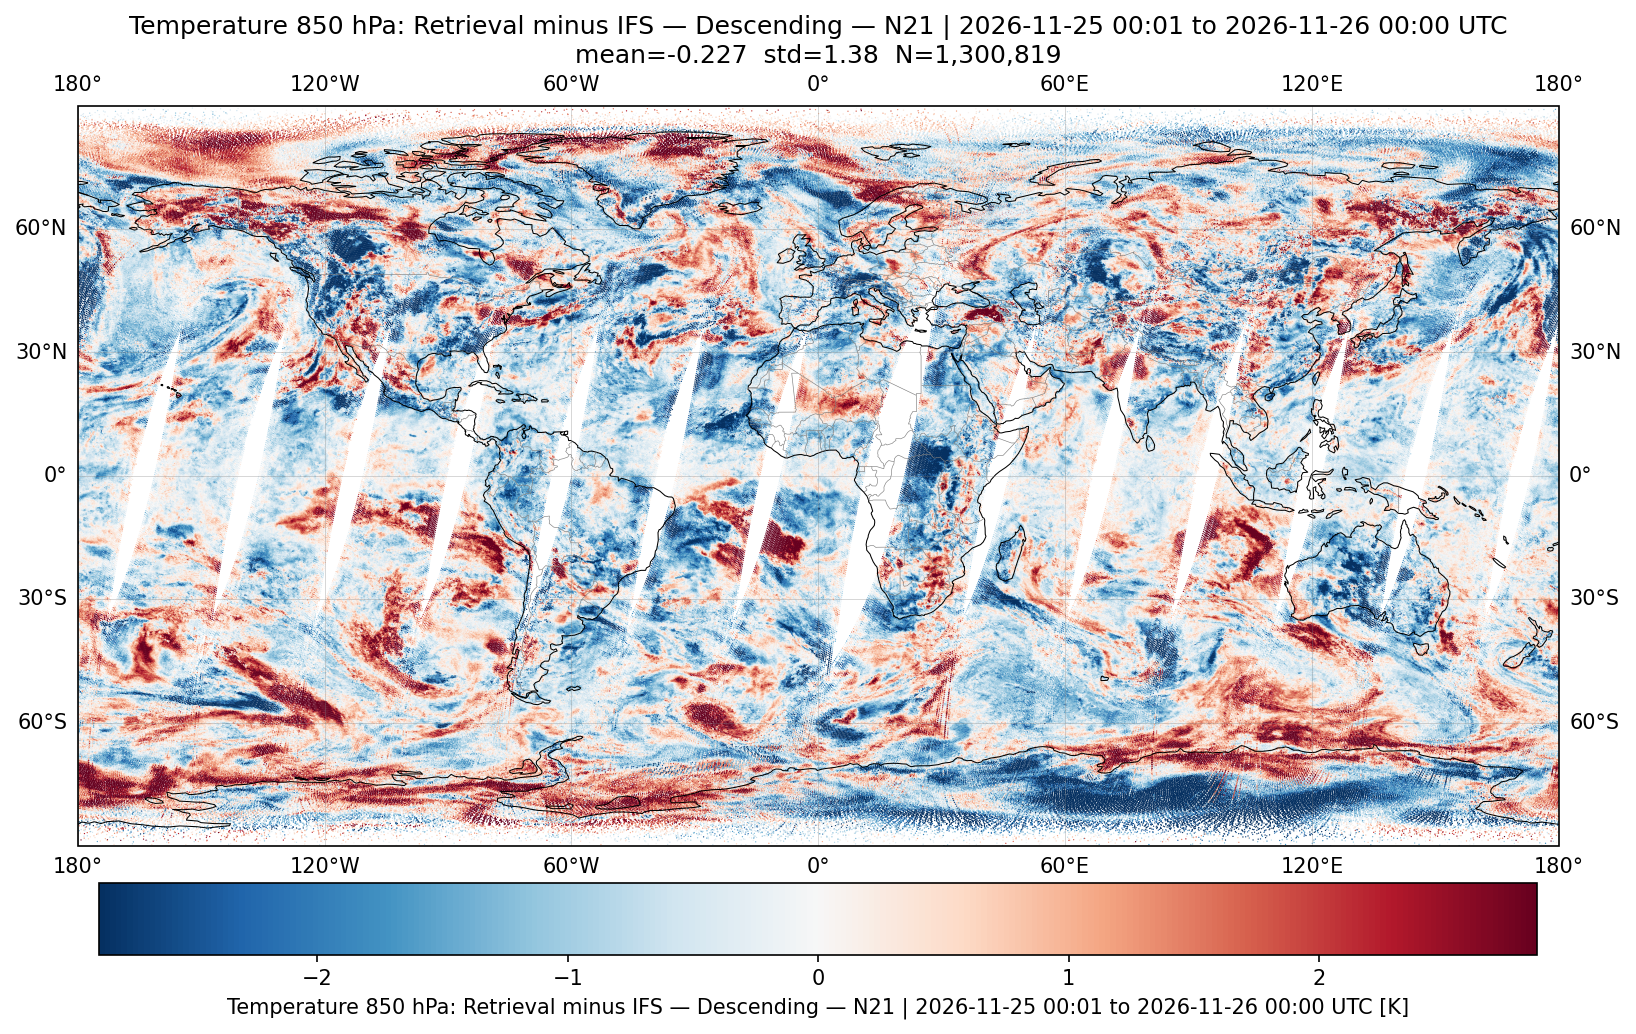 Temperature 850 hPa: Retrieval minus IFS — Descending — N21 | 2026-11-25 00:01 to 2026-11-26 00:00 UTC
mean=-0.227  std=1.38  N=1,300,819
180° 120°W 60°W 0° 60°E 120°E 180°
60°N 60°N
30°N 30°N
0° 0°
30°S 30°S
60°S 60°S
180° 120°W 60°W 0° 60°E 120°E 180°
−2 −1 0 1 2
Temperature 850 hPa: Retrieval minus IFS — Descending — N21 | 2026-11-25 00:01 to 2026-11-26 00:00 UTC [K]